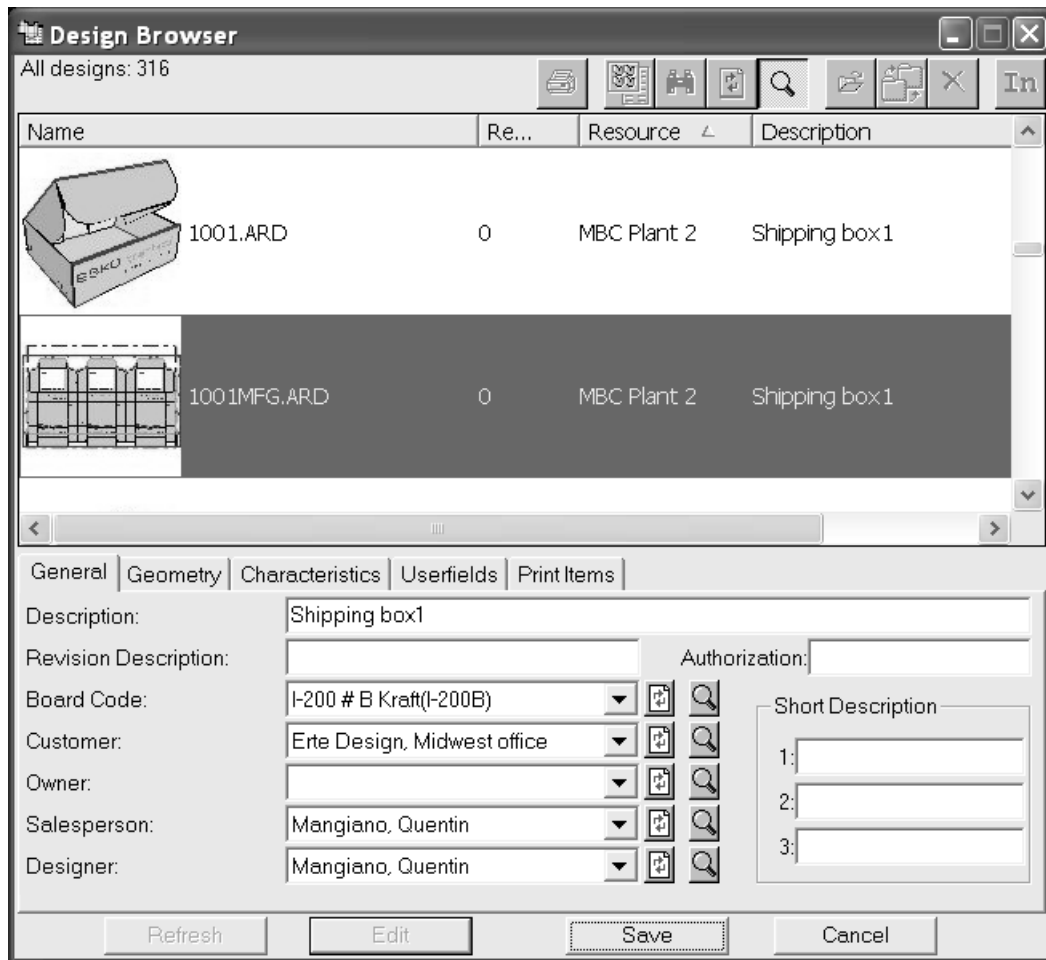 Design Browser
All designs: 316
In
Name Re... Resource Description
1001.ARD 0 MBC Plant 2 Shipping box1
ESKO
1001MFG.ARD 0 MBC Plant 2 Shipping box1
General Geometry Characteristics Userfields Print Items
Description: Shipping box1
Revision Description: Authorization:
Board Code: I-200 # B Kraft(I-200B) Short Description
Customer: Erte Design, Midwest office 1:
Owner: 2:
Salesperson: Mangiano, Quentin 3:
Designer: Mangiano, Quentin
Refresh Edit Save Cancel